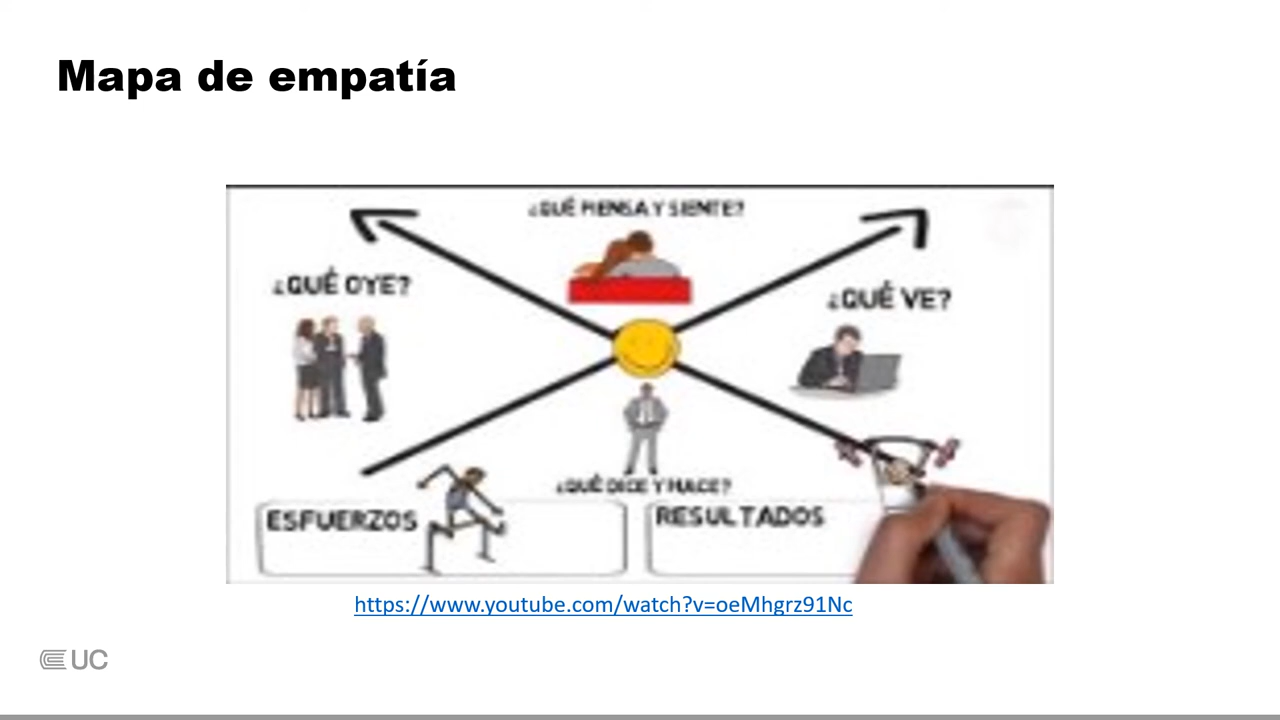 Mapa de empatía
¿QUÉ PIENSA Y SIENTE?
¿QUÉ OYE?
¿QUÉ VE?
¿QUÉ DICE Y HACE?
ESFUERZOS
RESULTADOS
https://www.youtube.com/watch?v=oeMhgrz91Nc
UC